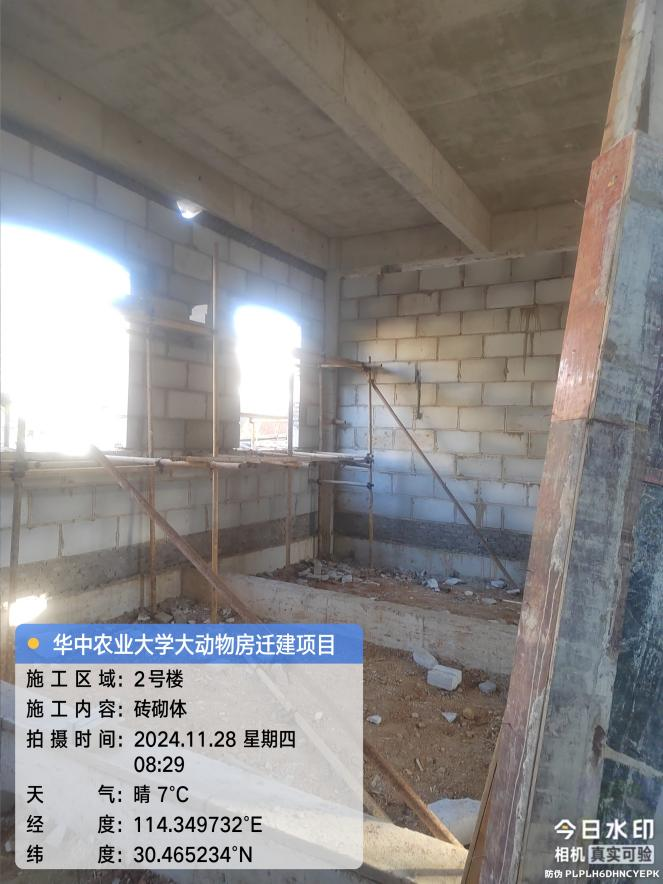 华中农业大学大动物房迁建项目
施工区域：2号楼
施工内容：砖砌体
拍摄时间：2024.11.28 星期四
08:29
天气：晴 7°C
经度：114.349732°E
纬度：30.465234°N
今日水印
相机 真实可验
防伪 PLPLH6DHNCYEPK